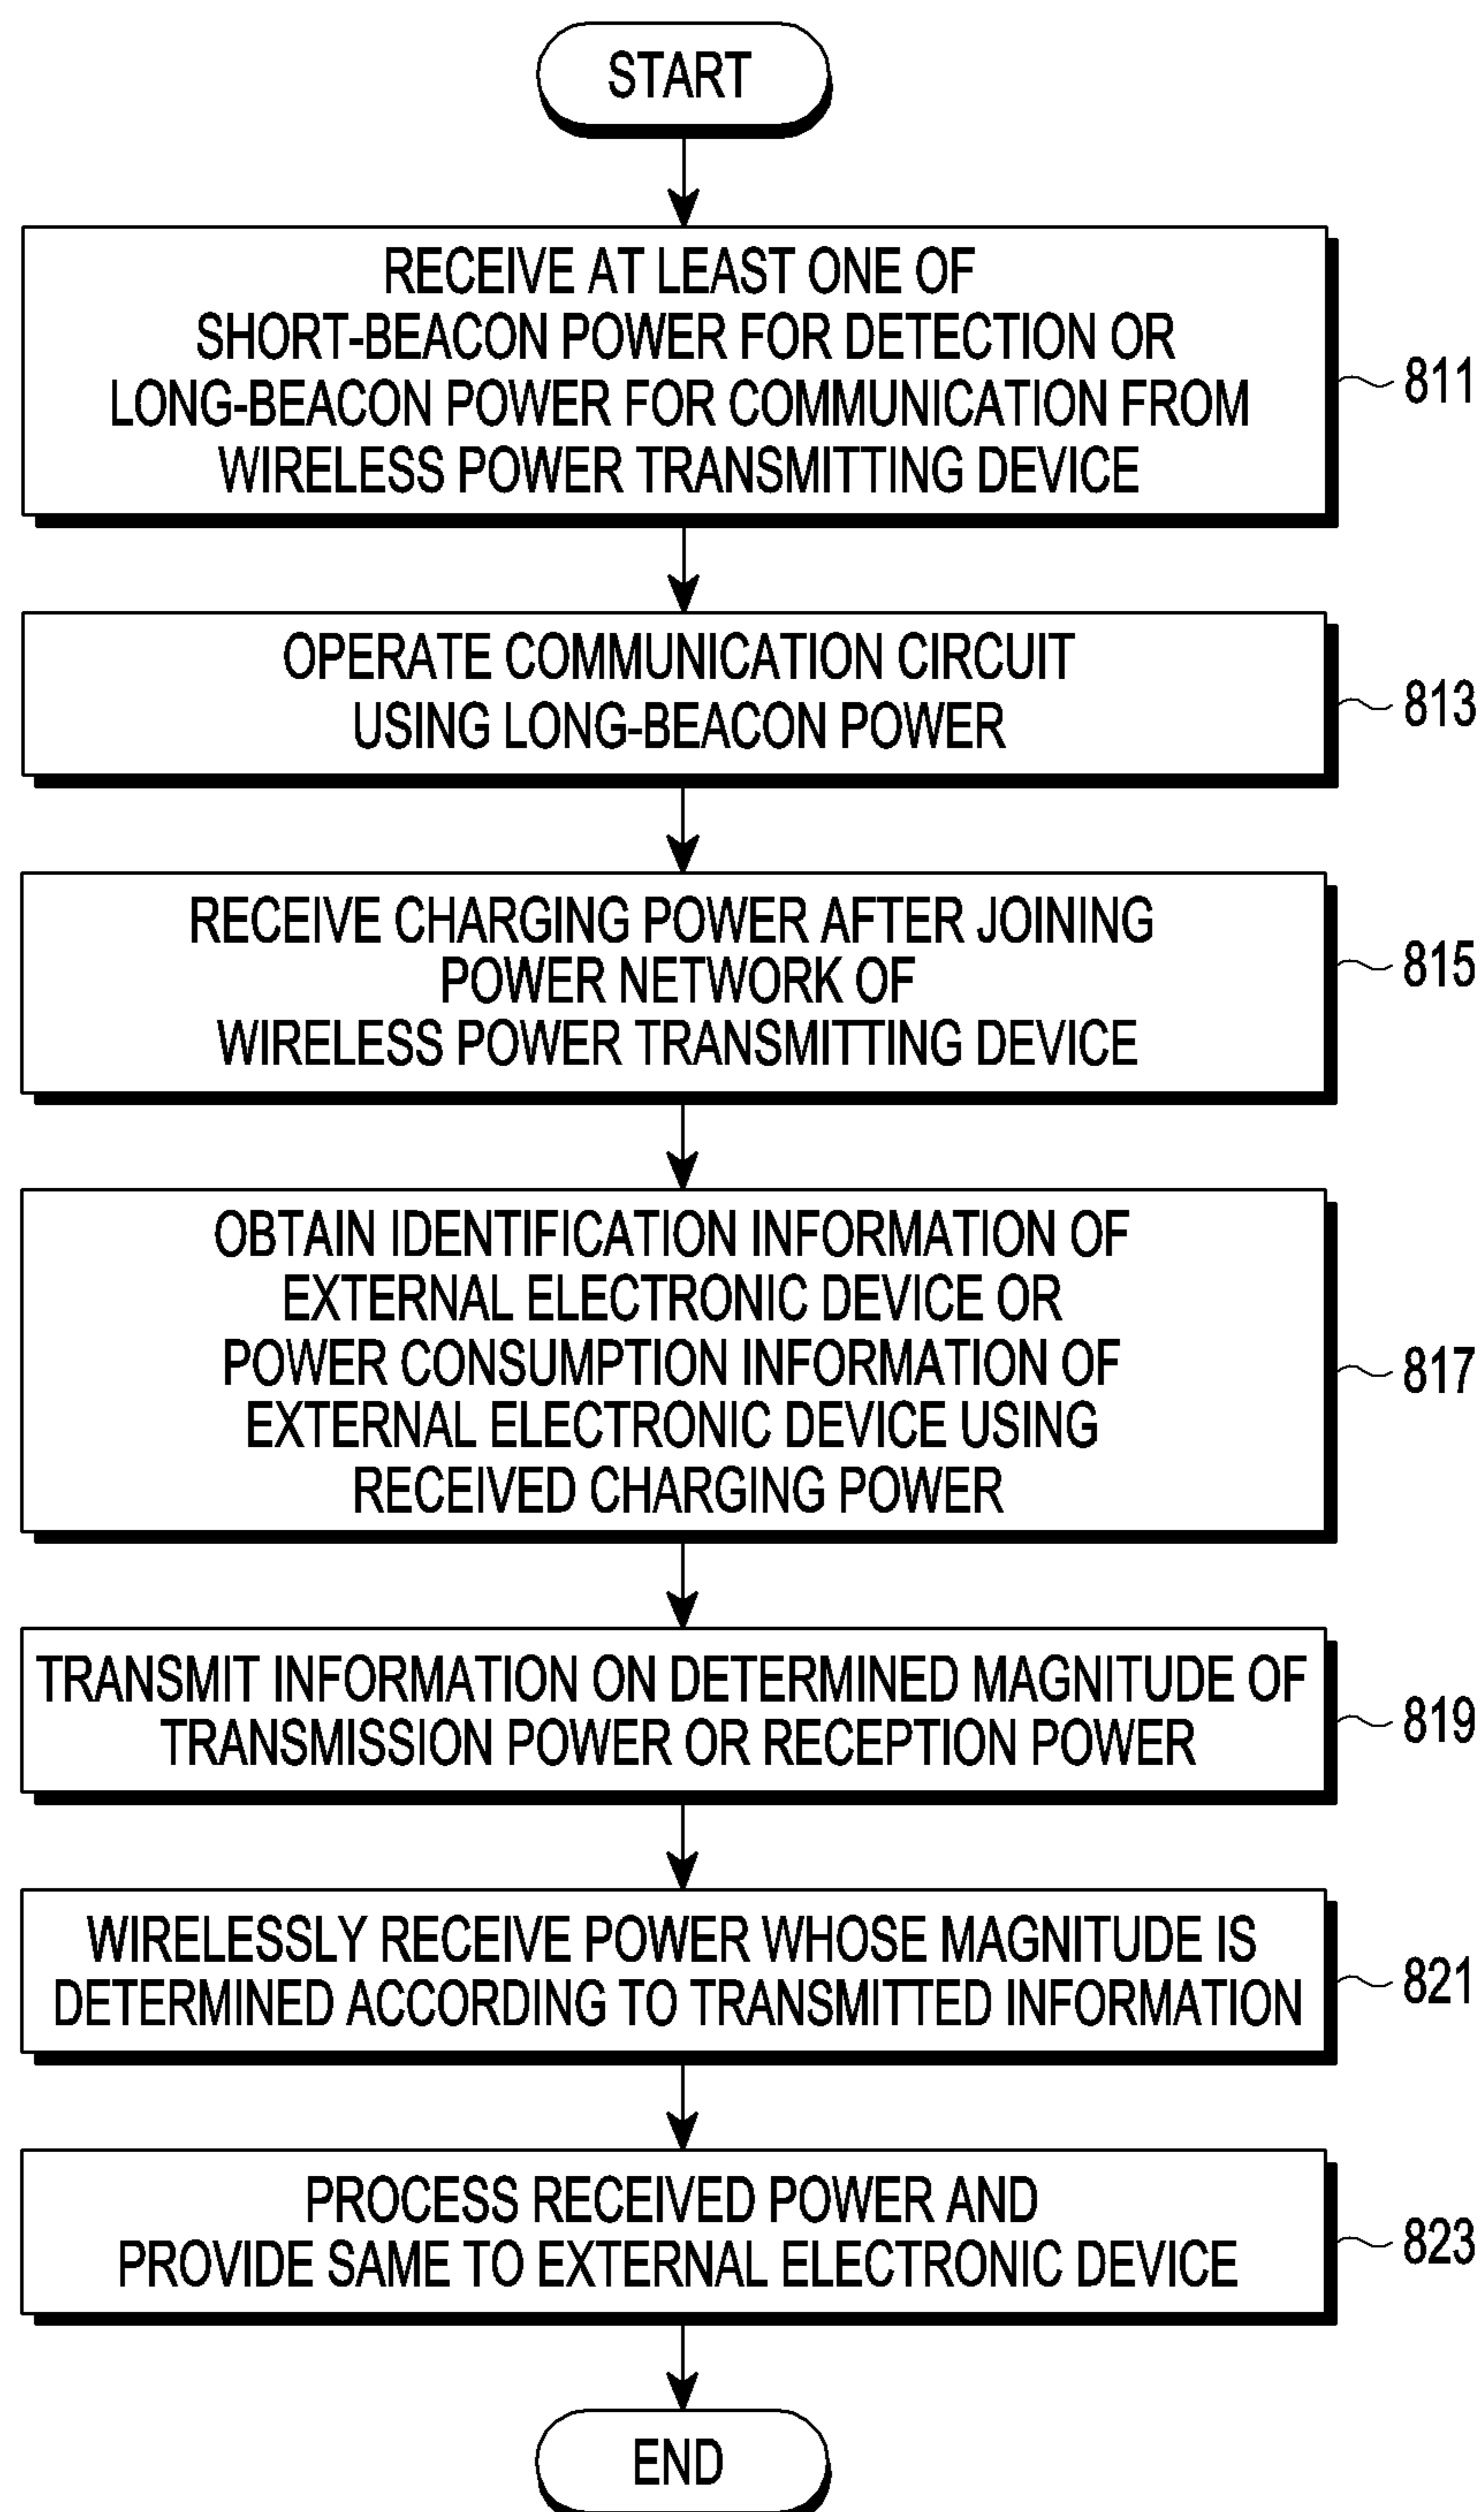 START
RECEIVE AT LEAST ONE OF
SHORT-BEACON POWER FOR DETECTION OR
LONG-BEACON POWER FOR COMMUNICATION FROM
WIRELESS POWER TRANSMITTING DEVICE
811
OPERATE COMMUNICATION CIRCUIT
USING LONG-BEACON POWER
813
RECEIVE CHARGING POWER AFTER JOINING
POWER NETWORK OF
WIRELESS POWER TRANSMITTING DEVICE
815
OBTAIN IDENTIFICATION INFORMATION OF
EXTERNAL ELECTRONIC DEVICE OR
POWER CONSUMPTION INFORMATION OF
EXTERNAL ELECTRONIC DEVICE USING
RECEIVED CHARGING POWER
817
TRANSMIT INFORMATION ON DETERMINED MAGNITUDE OF
TRANSMISSION POWER OR RECEPTION POWER
819
WIRELESSLY RECEIVE POWER WHOSE MAGNITUDE IS
DETERMINED ACCORDING TO TRANSMITTED INFORMATION
821
PROCESS RECEIVED POWER AND
PROVIDE SAME TO EXTERNAL ELECTRONIC DEVICE
823
END